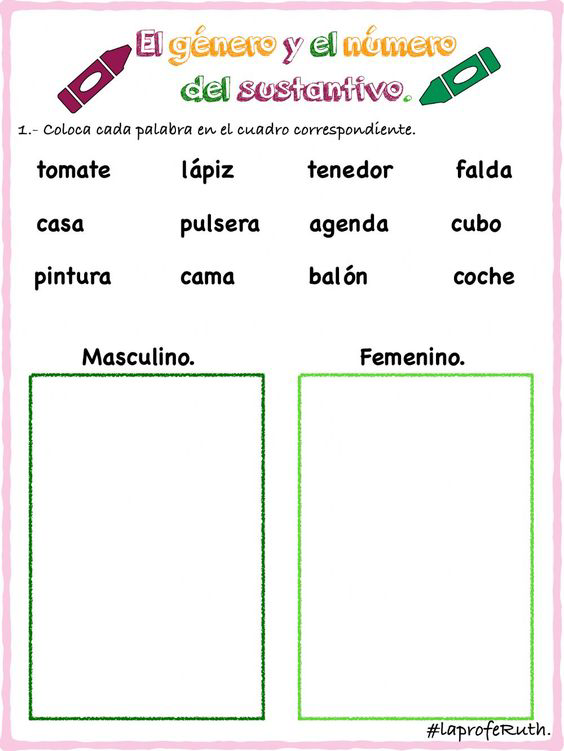 El género y el número
del sustantivo.
1.- Coloca cada palabra en el cuadro correspondiente.
tomate lápiz tenedor falda
casa pulsera agenda cubo
pintura cama balón coche
Masculino. Femenino.
#laprofeRuth.